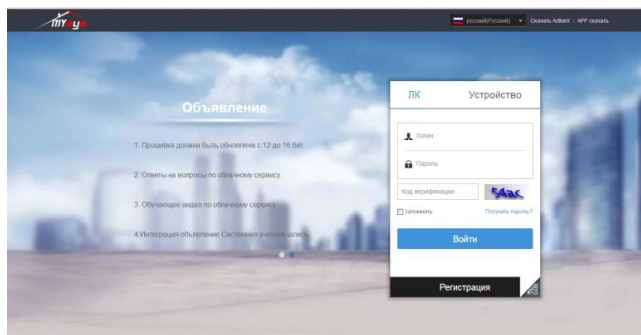 MYeye
русский(Русский)
Скачать ActiveX | APP скачать
Объявление
1. Прошивка должна быть обновлена с 12 до 16 бит.
2. Ответы на вопросы по облачному сервису.
3. Обучающее видео по облачному сервису.
4.Интеграция объявление Системная учетная запись
ЛК
Устройство
Логин
Пароль
Код верификации
Запомнить
Получить пароль?
Войти
Регистрация